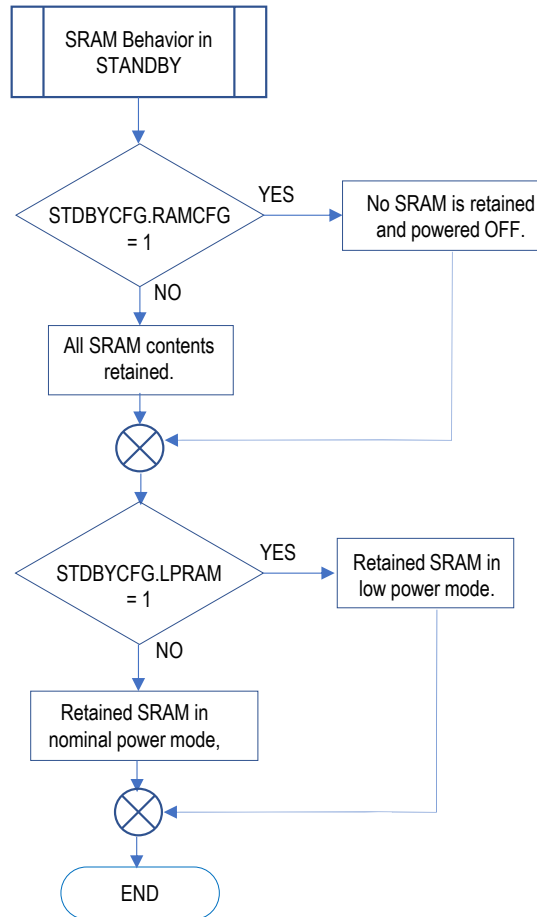 SRAM Behavior in
STANDBY
STDBYCFG.RAMCFG
= 1
YES
No SRAM is retained
and powered OFF.
NO
All SRAM contents
retained.
STDBYCFG.LPRAM
= 1
YES
Retained SRAM in
low power mode.
NO
Retained SRAM in
nominal power mode,
END